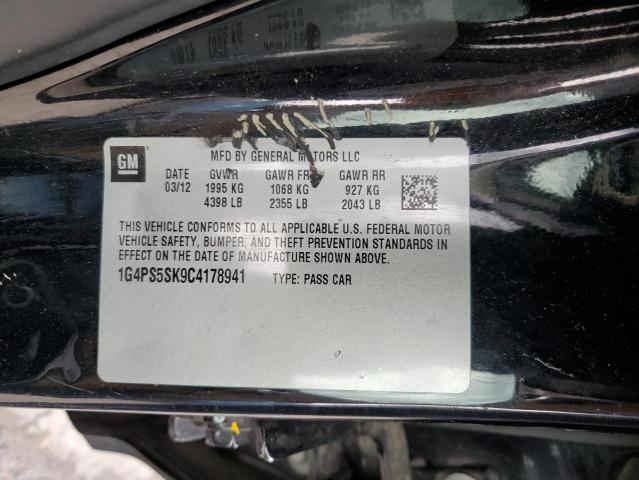 GM
MFD BY GENERAL MOTORS LLC
DATE GVWR GAWR FR GAWR RR
03/12 1995 KG 1068 KG 927 KG
4398 LB 2355 LB 2043 LB
THIS VEHICLE CONFORMS TO ALL APPLICABLE U.S. FEDERAL MOTOR
VEHICLE SAFETY, BUMPER, AND THEFT PREVENTION STANDARDS IN
EFFECT ON THE DATE OF MANUFACTURE SHOWN ABOVE.
1G4PS5SK9C4178941 TYPE: PASS CAR